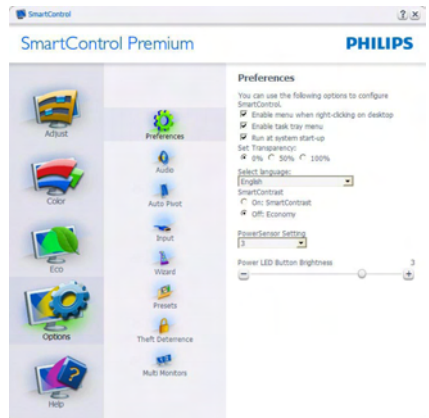 SmartControl
SmartControl Premium
PHILIPS
Adjust
Color
Eco
Options
Help
Preferences
Audio
Auto Pivot
Input
Wizard
Presets
Theft Deterrence
Multi Monitors
Preferences
You can use the following options to configure
SmartControl.
Enable menu when right-clicking on desktop
Enable task tray menu
Run at system start-up
Set Transparency:
0% 50% 100%
Select language:
English
SmartContrast
On: SmartContrast
Off: Economy
PowerSensor Setting
3
Power LED Button Brightness 3